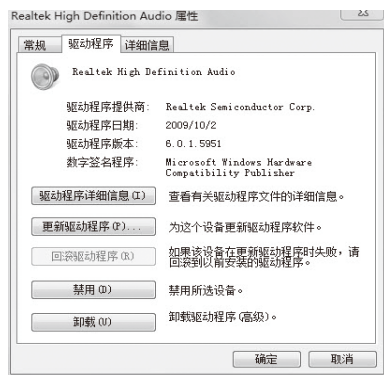 Realtek High Definition Audio 属性
常规 驱动程序 详细信息
Realtek High Definition Audio
驱动程序提供商: Realtek Semiconductor Corp.
驱动程序日期: 2009/10/2
驱动程序版本: 6.0.1.5951
数字签名程序: Microsoft Windows Hardware
Compatibility Publisher
驱动程序详细信息(I) 查看有关驱动程序文件的详细信息。
更新驱动程序(P)... 为这个设备更新驱动程序软件。
回滚驱动程序(R) 如果该设备在更新驱动程序时失败,请
回滚到以前安装的驱动程序。
禁用(D) 禁用所选设备。
卸载(U) 卸载驱动程序(高级)。
确定 取消